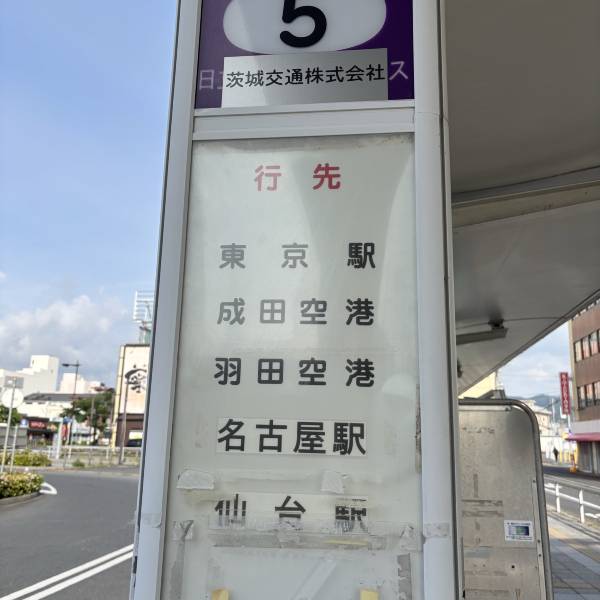 5
茨城交通株式会社
行先
東京駅
成田空港
羽田空港
名古屋駅
仙台駅